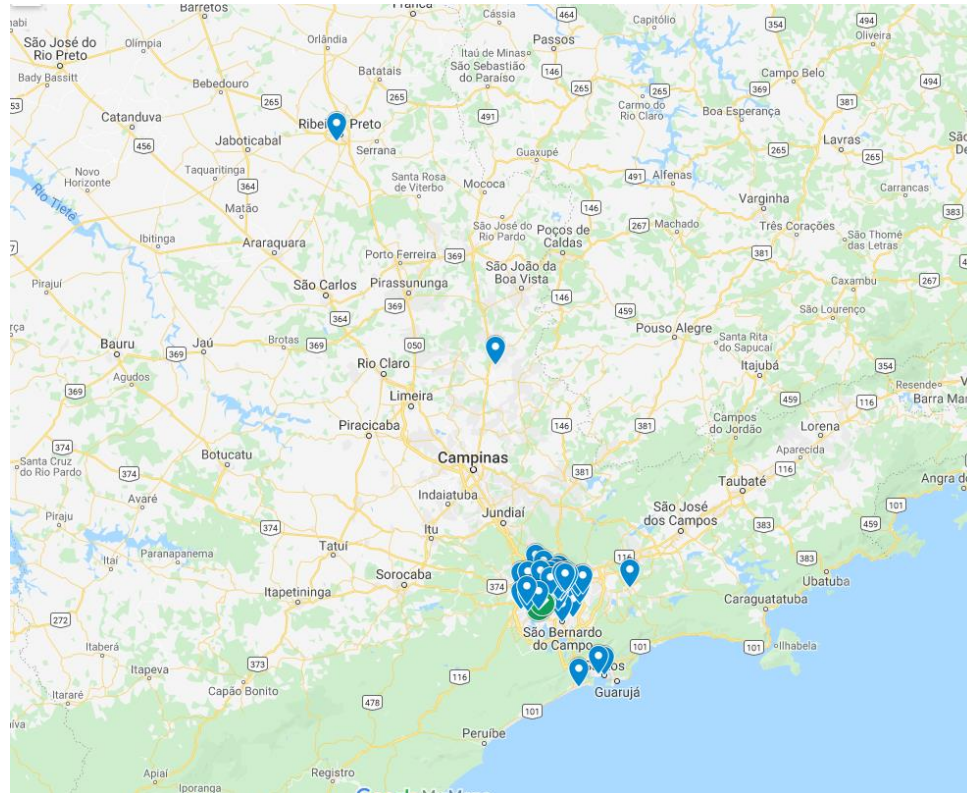 Barretos
Franca
Cássia
464
Capitólio
354
494
Oliveira
São José do
Rio Preto
Olímpia
Orlândia
Passos
Itaú de Minas
São Sebastião
do Paraíso
146
265
Campo Belo
369
494
Bady Bassitt
Bebedouro
Batatais
265
265
Carmo do
Rio Claro
Boa Esperança
381
Catanduva
Ribei Preto
491
Lavras
456
Jaboticabal
Serrana
Guaxupé
265
265
Novo
Horizonte
Taquaritinga
364
Santa Rosa
de Viterbo
Mococa
491
Alfenas
Carrancas
Rio Tietê
Matão
146
Varginha
383
Ibitinga
Araraquara
São José do
Rio Pardo
Poços de
Caldas
267
Machado
Três Corações
São Thomé
das Letras
Porto Ferreira
369
381
Pirajuí
São Carlos
Pirassununga
São João da
Boa Vista
146
Caxambu
267
369
459
São Lourenço
364
Pouso Alegre
Santa Rita
do Sapucaí
Bauru
369
Jaú
Brotas
369
050
Rio Claro
Itajubá
354
Agudos
369
Limeira
459
116
Resende
Barra Ma
Piracicaba
146
Campos
do Jordão
Lorena
374
Santa Cruz
do Rio Pardo
374
Botucatu
Campinas
381
Aparecida
116
Taubaté
Angra d
Avaré
Indaiatuba
101
Piraju
374
Itu
Jundiaí
São José
dos Campos
383
459
Itaí
Paranapanema
Tatuí
116
383
Ubatuba
Sorocaba
374
Itapetininga
Caraguatatuba
272
São Bernardo
do Campo
101
101
Ilhabela
Itaberá
Itapeva
373
116
Guarujá
Itararé
Capão Bonito
478
101
Peruíbe
Apiaí
Registro
Iporanga